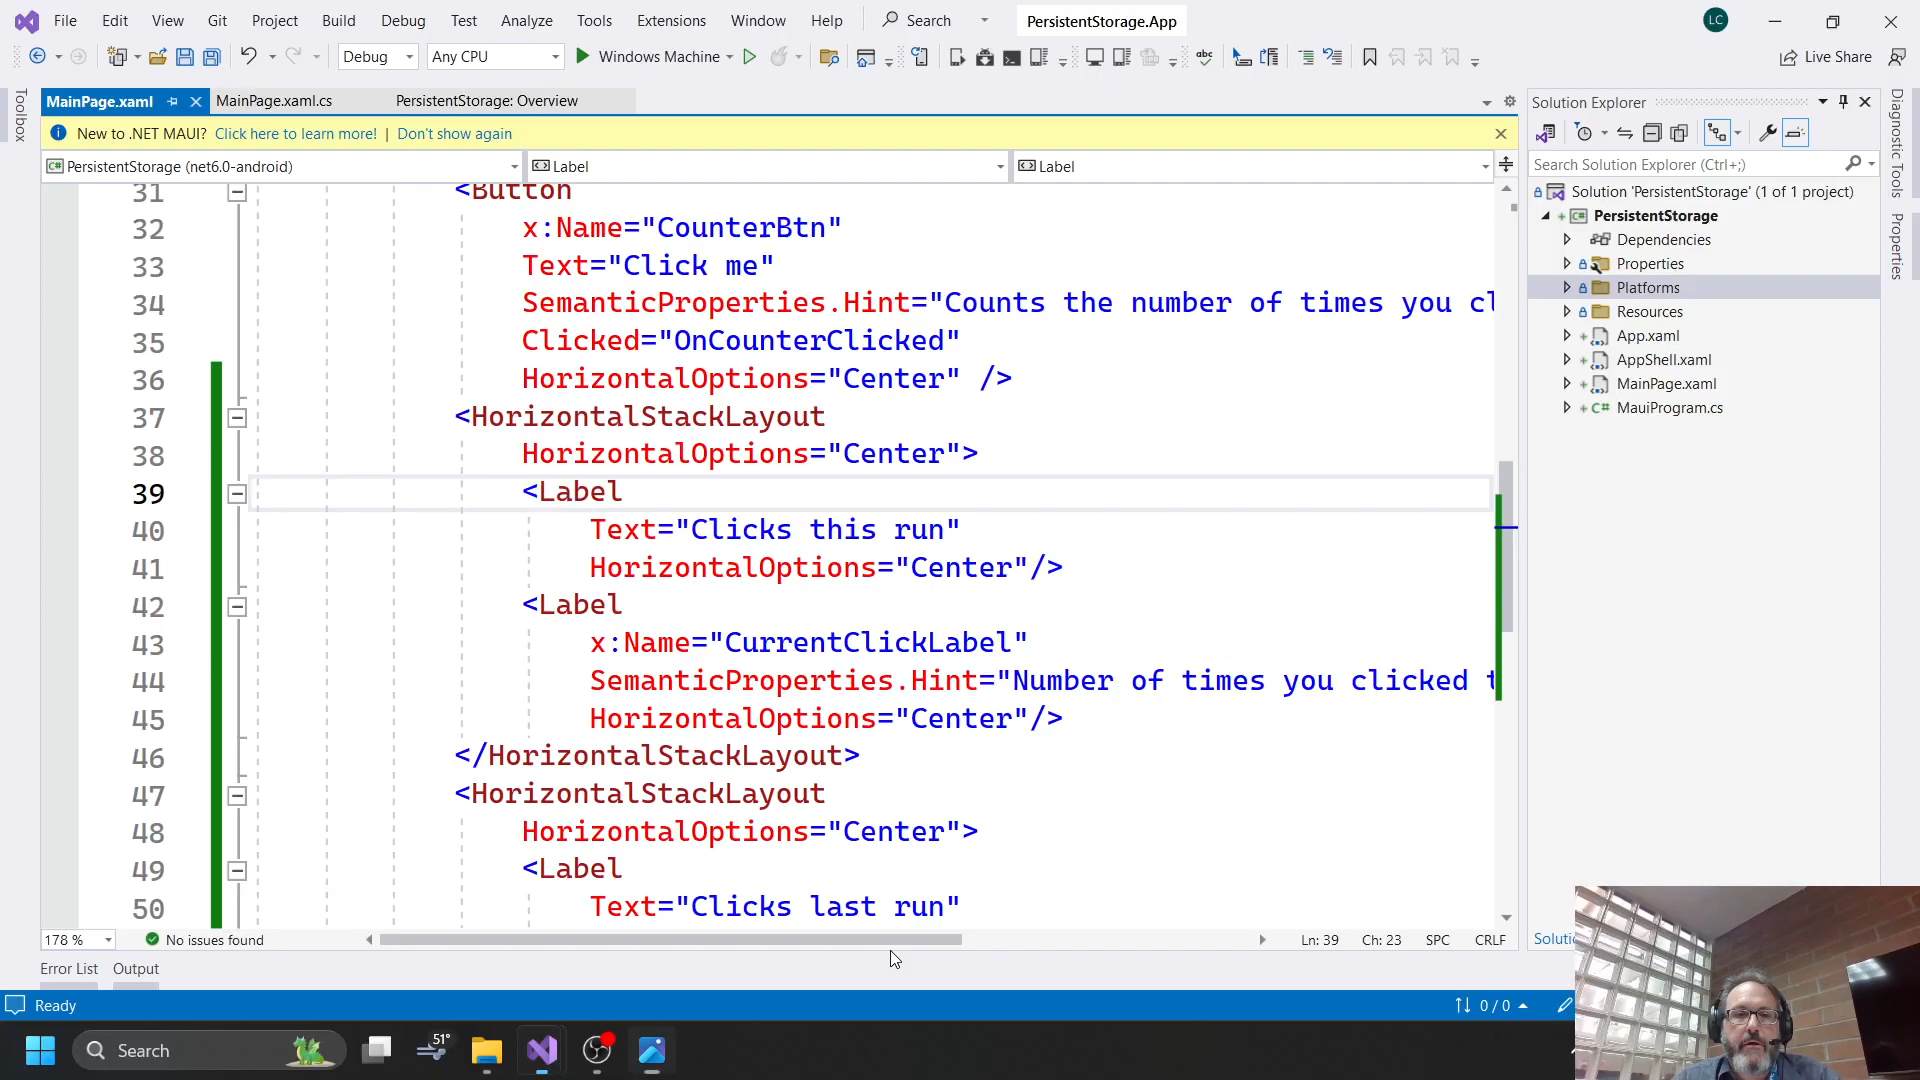 File Edit View Git Project Build Debug Test Analyze Tools Extensions Window Help Search PersistentStorage.App LC
Debug Any CPU Windows Machine abc Live Share
Toolbox
MainPage.xaml MainPage.xaml.cs PersistentStorage: Overview
New to .NET MAUI? Click here to learn more! Don't show again
C# PersistentStorage (net6.0-android) Label Label
31 <Button
32 x:Name="CounterBtn"
33 Text="Click me"
34 SemanticProperties.Hint="Counts the number of times you cl
35 Clicked="OnCounterClicked"
36 HorizontalOptions="Center" />
37 <HorizontalStackLayout
38 HorizontalOptions="Center">
39 <Label
40 Text="Clicks this run"
41 HorizontalOptions="Center"/>
42 <Label
43 x:Name="CurrentClickLabel"
44 SemanticProperties.Hint="Number of times you clicked t
45 HorizontalOptions="Center"/>
46 </HorizontalStackLayout>
47 <HorizontalStackLayout
48 HorizontalOptions="Center">
49 <Label
50 Text="Clicks last run"
178 % No issues found Ln: 39 Ch: 23 SPC CRLF
Solution Explorer
Search Solution Explorer (Ctrl+;)
Solution 'PersistentStorage' (1 of 1 project)
C# PersistentStorage
Dependencies
Properties
Platforms
Resources
App.xaml
AppShell.xaml
MainPage.xaml
C# MauiProgram.cs
Diagnostic Tools
Properties
Soluti
Error List Output
Ready 0 / 0
Search 51°